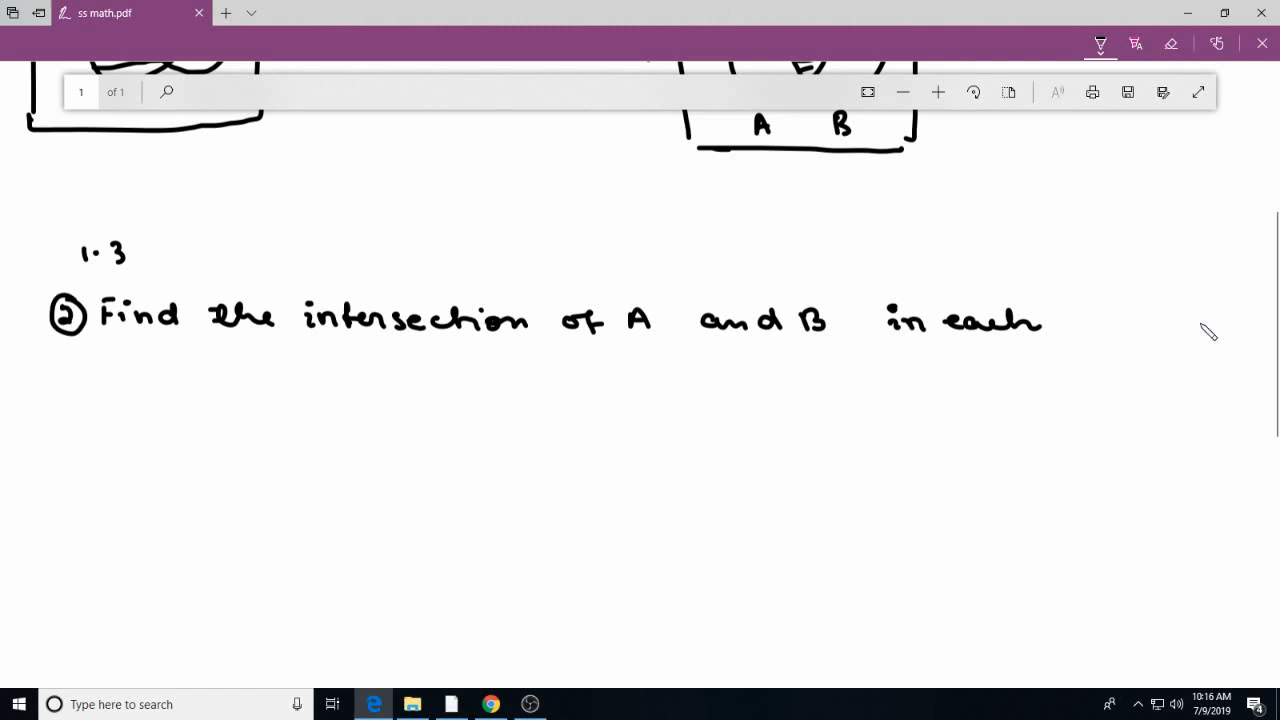 ss math.pdf
1 of 1
A B
1.3
② Find the intersection of A and B in each
Type here to search
10:16 AM
7/9/2019
4